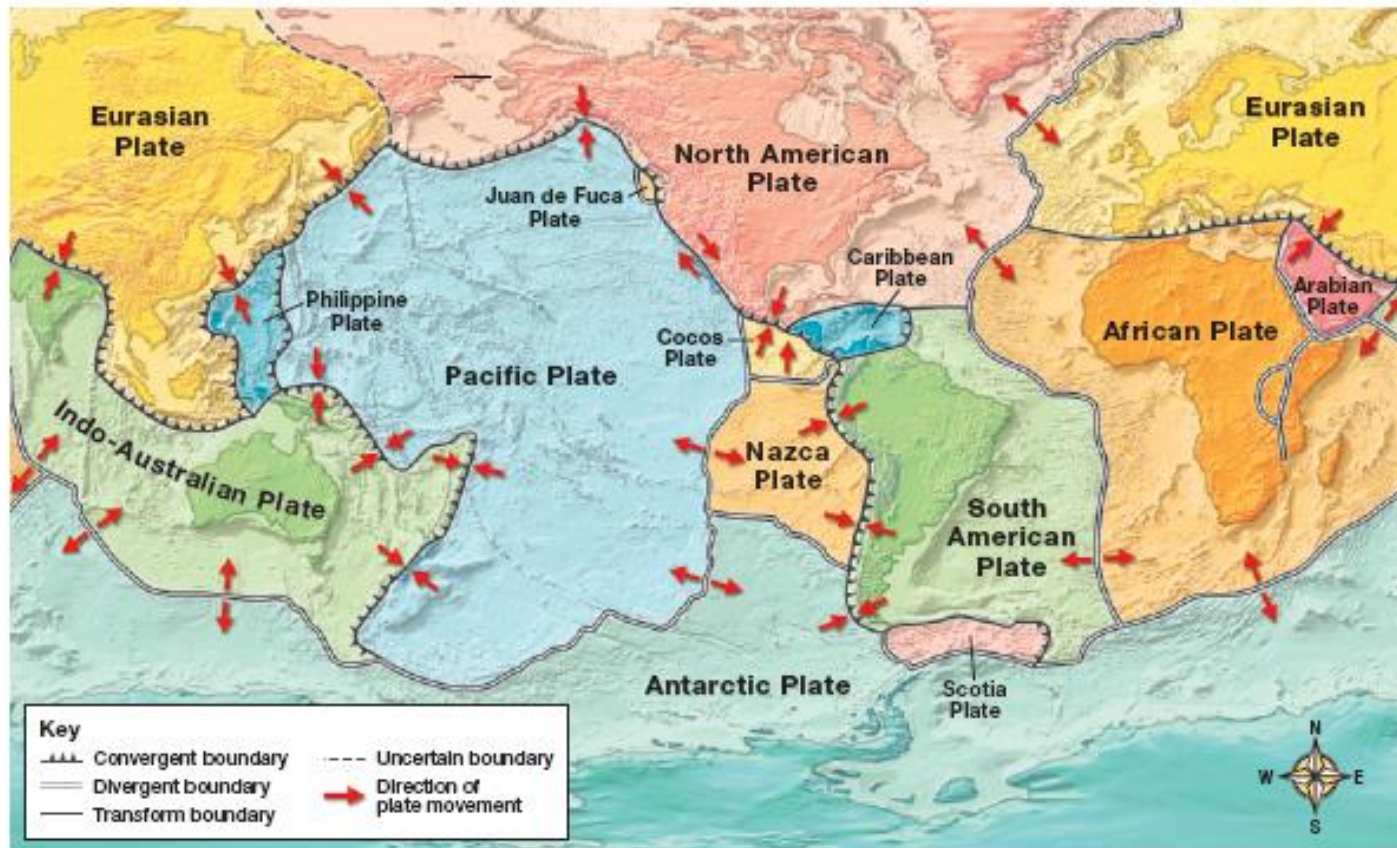 Eurasian
Plate
North American
Plate
Eurasian
Plate
Juan de Fuca
Plate
Caribbean
Plate
Philippine
Plate
Cocos
Plate
Arabian
Plate
African Plate
Pacific Plate
Indo-Australian Plate
Nazca
Plate
South
American
Plate
Antarctic Plate
Scotia
Plate
Key
Convergent boundary
Divergent boundary
Transform boundary
Uncertain boundary
Direction of
plate movement
N
W
E
S